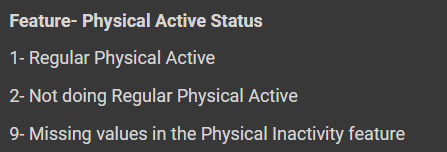 Feature- Physical Active Status
1- Regular Physical Active
2- Not doing Regular Physical Active
9- Missing values in the Physical Inactivity feature